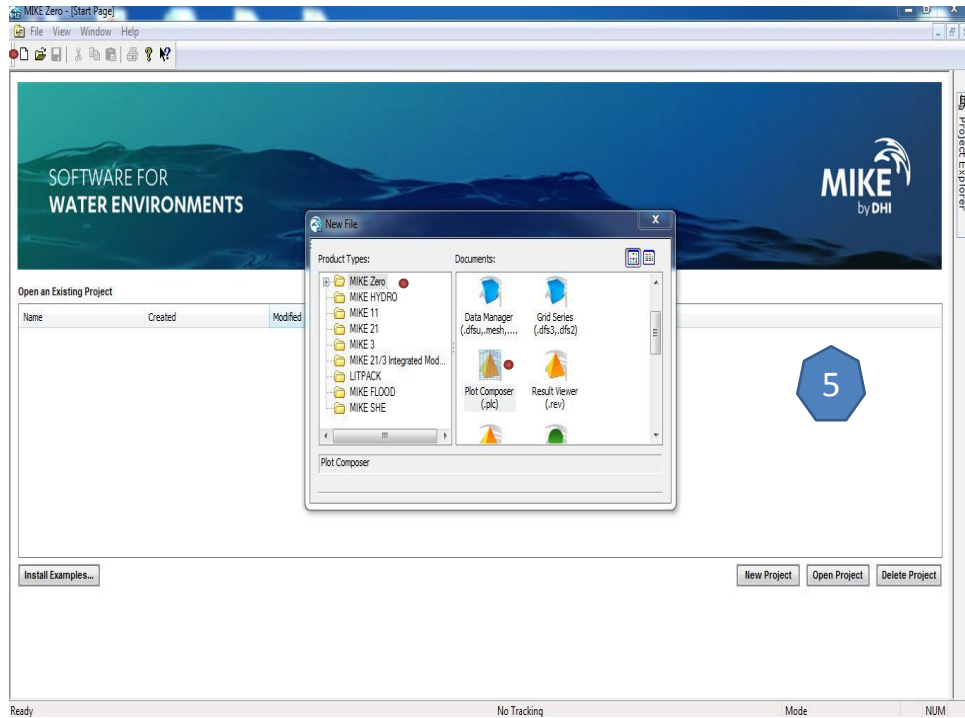 MIKE Zero - [Start Page]
File View Window Help
SOFTWARE FOR
WATER ENVIRONMENTS
MIKE
by DHI
Project Explorer
New File
Product Types:
Documents:
MIKE Zero
MIKE HYDRO
MIKE 11
MIKE 21
MIKE 3
MIKE 21/3 Integrated Mod...
LITPACK
MIKE FLOOD
MIKE SHE
Data Manager
(.dfsu,.mesh,....
Grid Series
(.dfs3,.dfs2)
Plot Composer
(.plc)
Result Viewer
(.rev)
Plot Composer
Open an Existing Project
Name Created Modified
5
Install Examples...
New Project Open Project Delete Project
Ready No Tracking Mode NUM